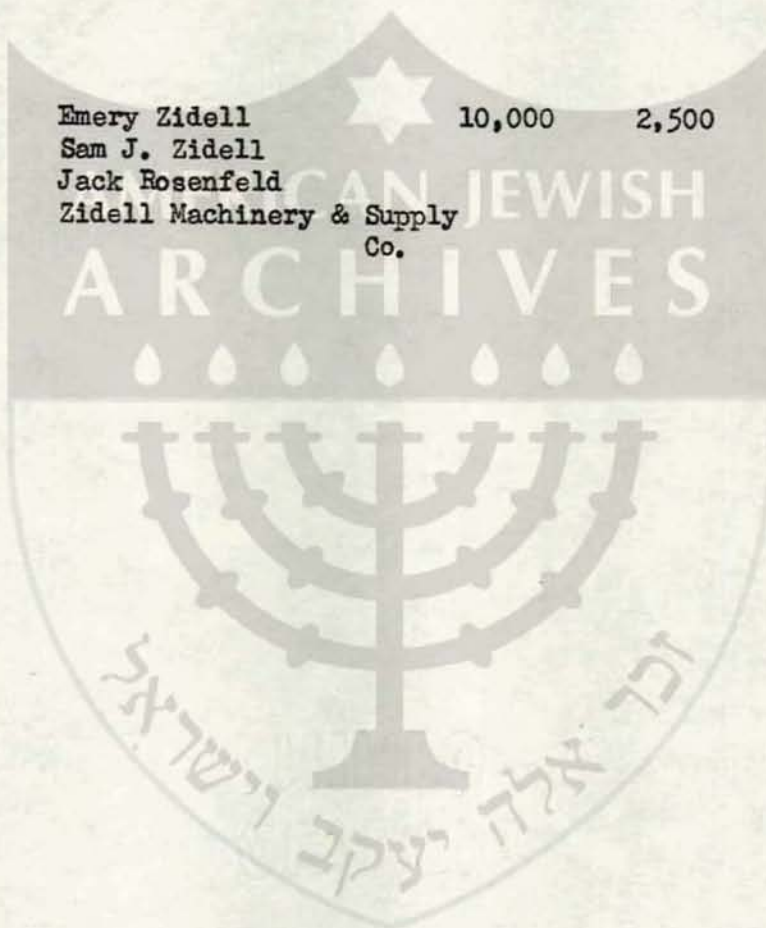 Emery Zidell 10,000 2,500
Sam J. Zidell
Jack Rosenfeld
Zidell Machinery & Supply
Co.
AMERICAN JEWISH
ARCHIVES
זכר אלה יעקב וישראל